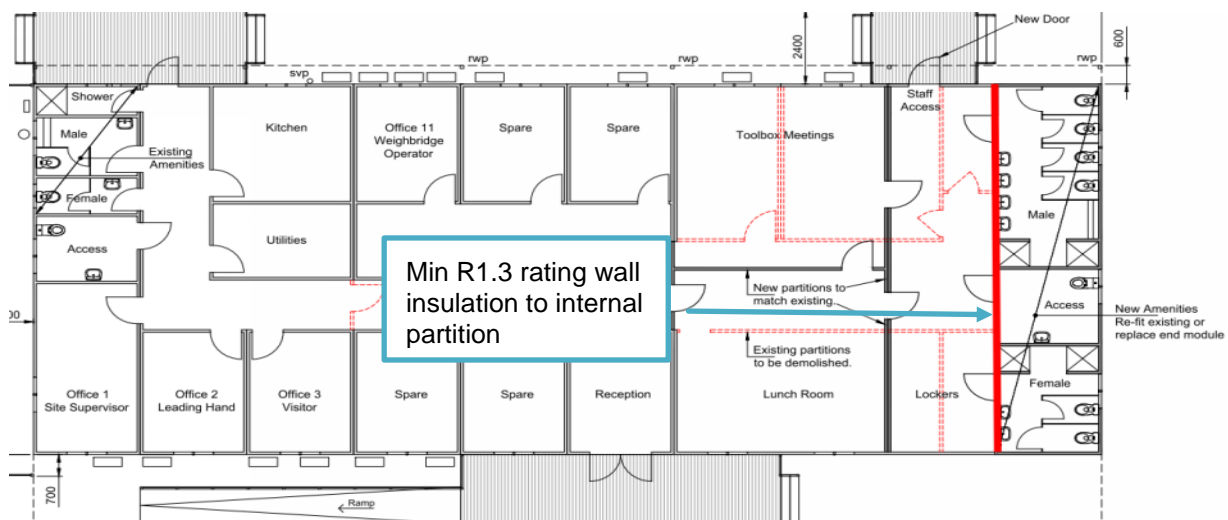 New Door
2400
600
rwp
rwp
rwp
svp
Shower
Staff
Access
Kitchen
Office 11
Weighbridge
Operator
Spare
Spare
Toolbox Meetings
Male
Existing
Amenities
Female
Male
Utilities
Access
Min R1.3 rating wall
insulation to internal
partition
New partitions to
match existing.
Access
New Amenities
Re-fit existing or
replace end module
00
Existing partitions
to be demolished.
Female
Office 1
Site Supervisor
Office 2
Leading Hand
Office 3
Visitor
Spare
Spare
Reception
Lunch Room
Lockers
700
Ramp